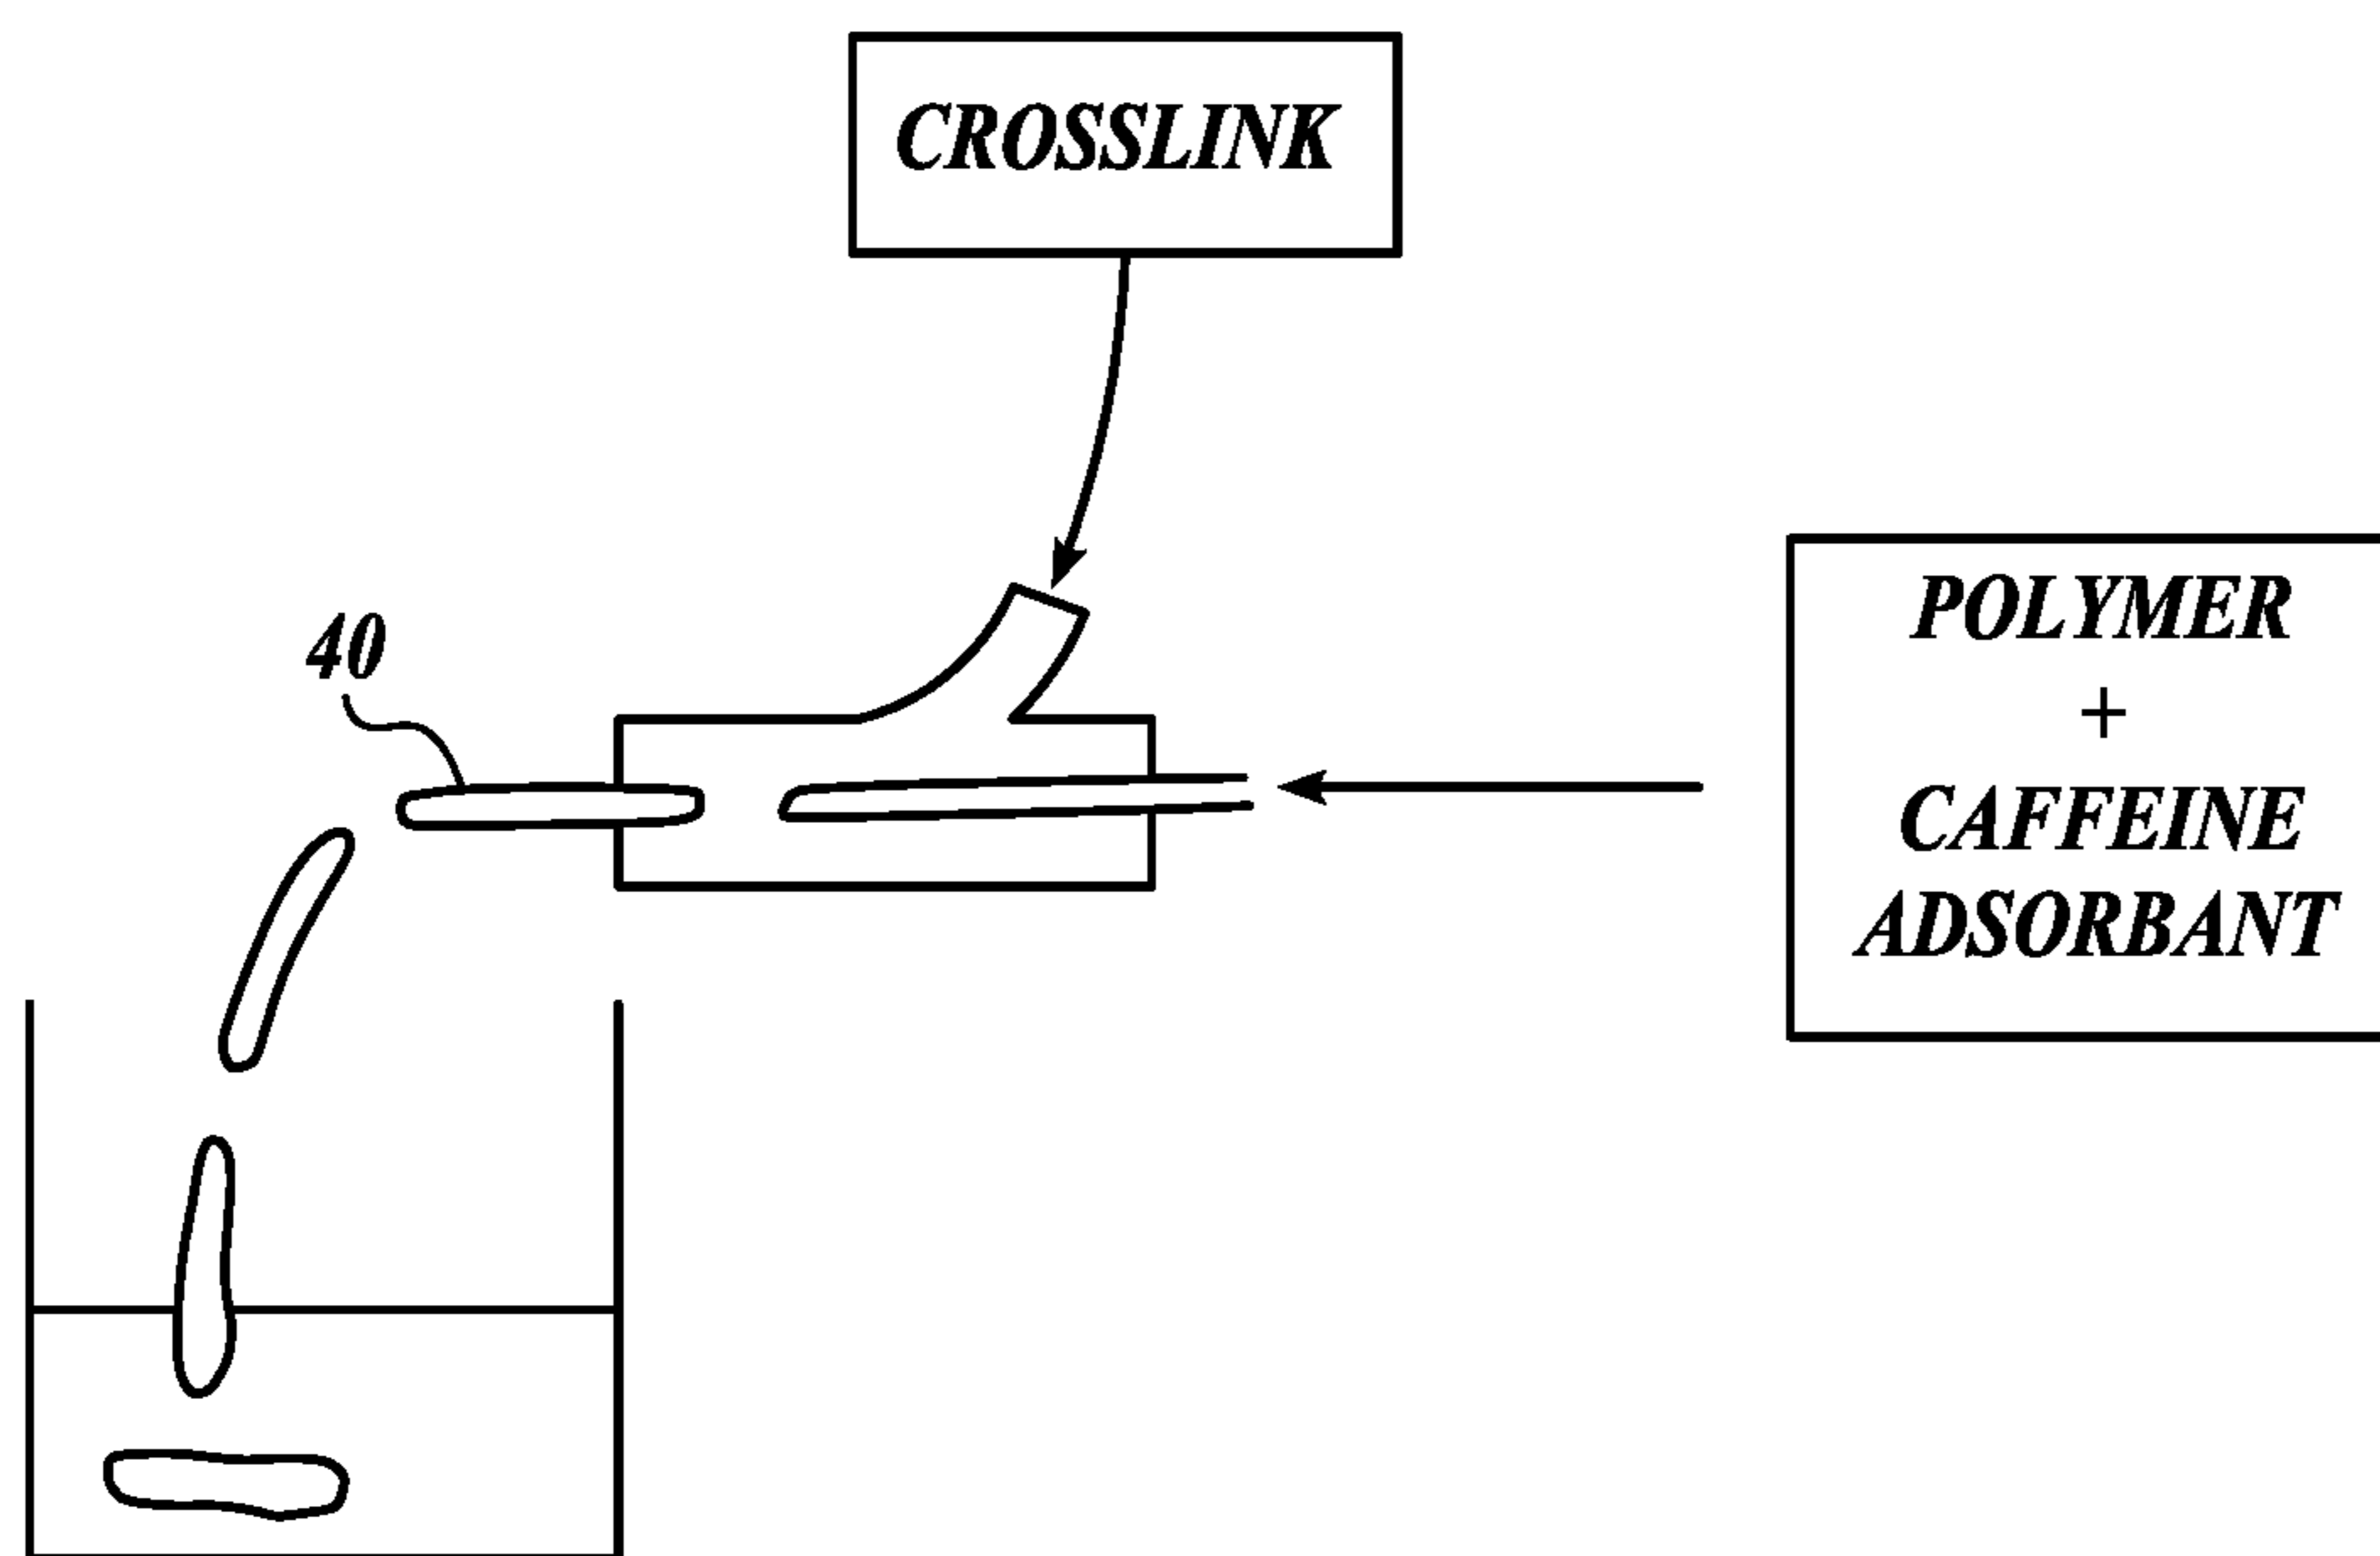 CROSSLINK
40
POLYMER
+
CAFFEINE
ADSORBANT